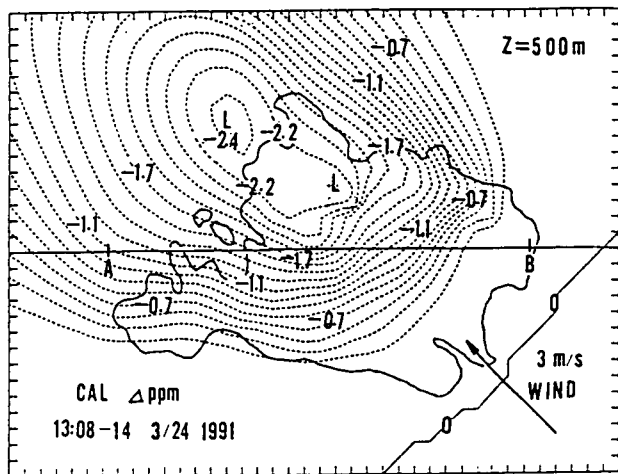 -0.7
Z=500m
-1.1
L
-2.4
-2.2
-1.7
-1.7
-2.2
L
-0.7
-1.1
-1.1
-1.7
A
B
-1.1
-0.7
-0.7
0
3 m/s
WIND
CAL Δppm
13:08-14 3/24 1991
0